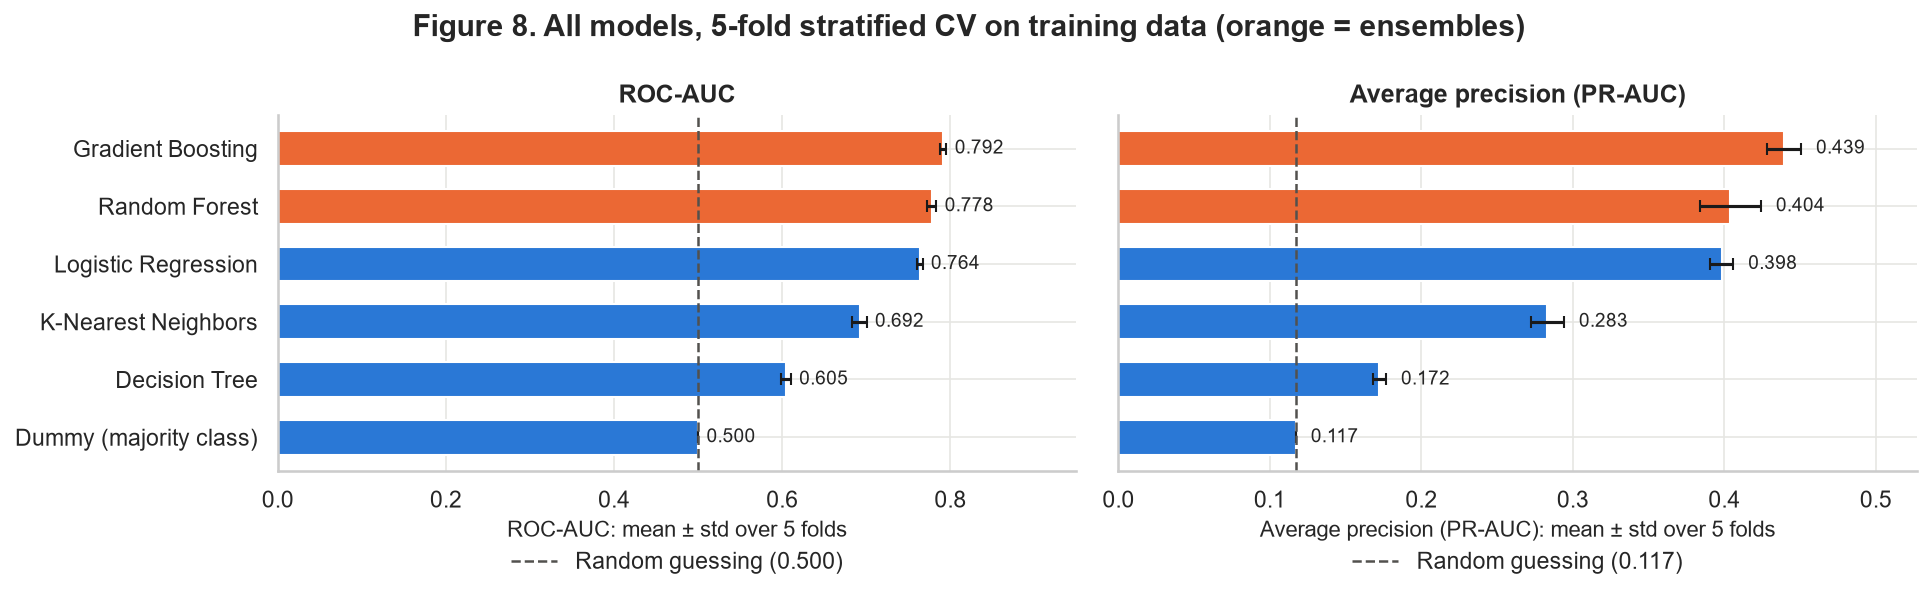 Figure 8. All models, 5-fold stratified CV on training data (orange = ensembles)
ROC-AUC
Gradient Boosting 0.792
Random Forest 0.778
Logistic Regression 0.764
K-Nearest Neighbors 0.692
Decision Tree 0.605
Dummy (majority class) 0.500
0.0 0.2 0.4 0.6 0.8
ROC-AUC: mean ± std over 5 folds
Random guessing (0.500)
Average precision (PR-AUC)
0.439
0.404
0.398
0.283
0.172
0.117
0.0 0.1 0.2 0.3 0.4 0.5
Average precision (PR-AUC): mean ± std over 5 folds
Random guessing (0.117)